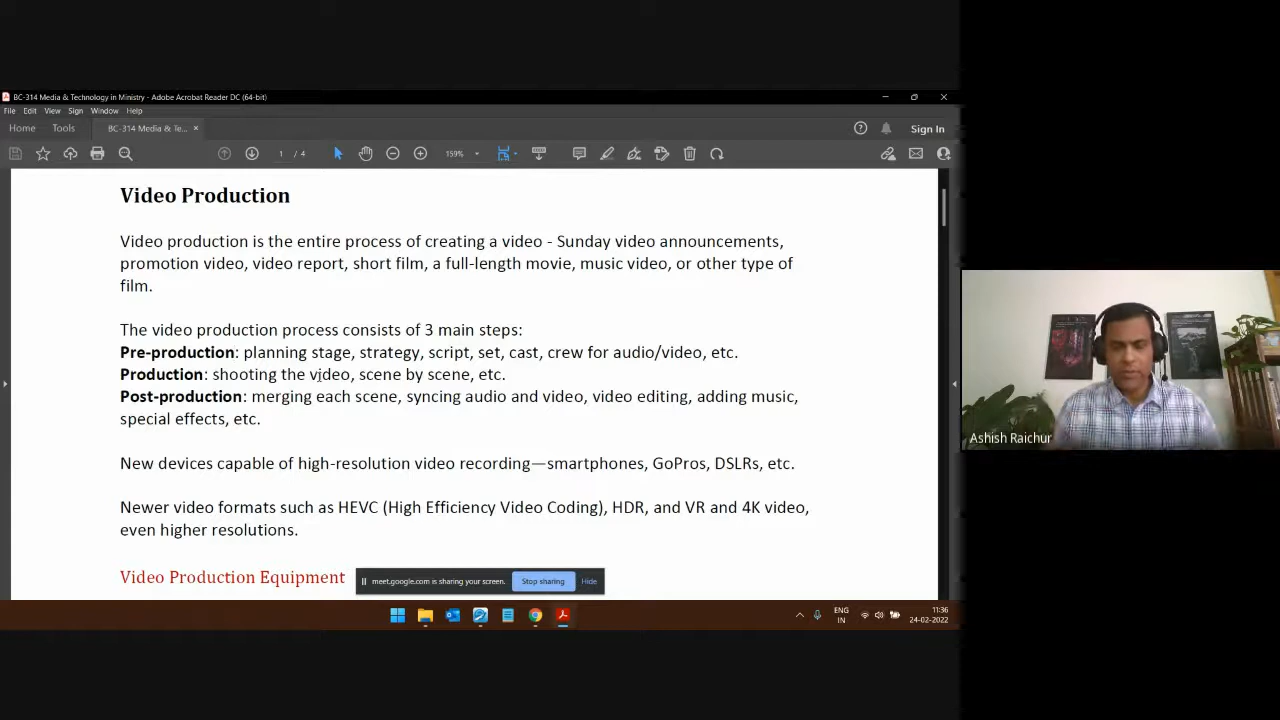 BC-314 Media & Technology in Ministry - Adobe Acrobat Reader DC (64-bit)
File Edit View Sign Window Help
Home Tools BC-314 Media & Te... × Sign In
1 / 4 159%
Video Production
Video production is the entire process of creating a video - Sunday video announcements,
promotion video, video report, short film, a full-length movie, music video, or other type of
film.
The video production process consists of 3 main steps:
Pre-production: planning stage, strategy, script, set, cast, crew for audio/video, etc.
Production: shooting the video, scene by scene, etc.
Post-production: merging each scene, syncing audio and video, video editing, adding music,
special effects, etc.
New devices capable of high-resolution video recording—smartphones, GoPros, DSLRs, etc.
Newer video formats such as HEVC (High Efficiency Video Coding), HDR, and VR and 4K video,
even higher resolutions.
Video Production Equipment
meet.google.com is sharing your screen. Stop sharing Hide
ENG
IN
11:36
24-02-2022
Ashish Raichur